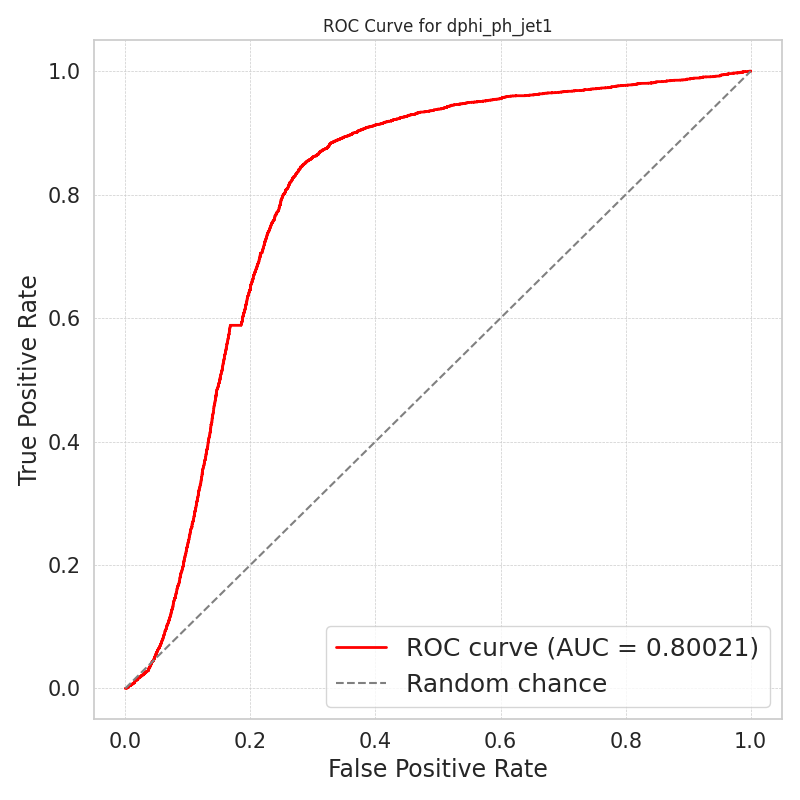 ROC Curve for dphi_ph_jet1
True Positive Rate
1.0
0.8
0.6
0.4
0.2
0.0
ROC curve (AUC = 0.80021)
Random chance
0.0 0.2 0.4 0.6 0.8 1.0
False Positive Rate